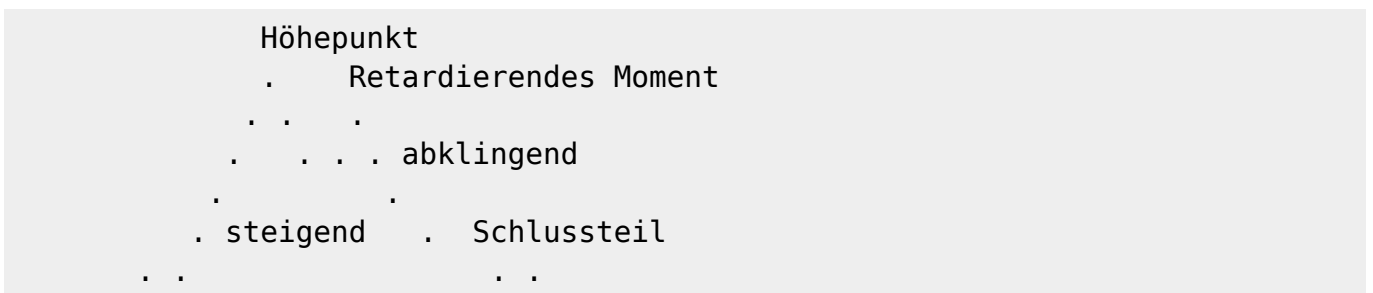 Höhepunkt
. Retardierendes Moment
. . .
. . . . abklingend
. .
. steigend . Schlussteil
. . . .